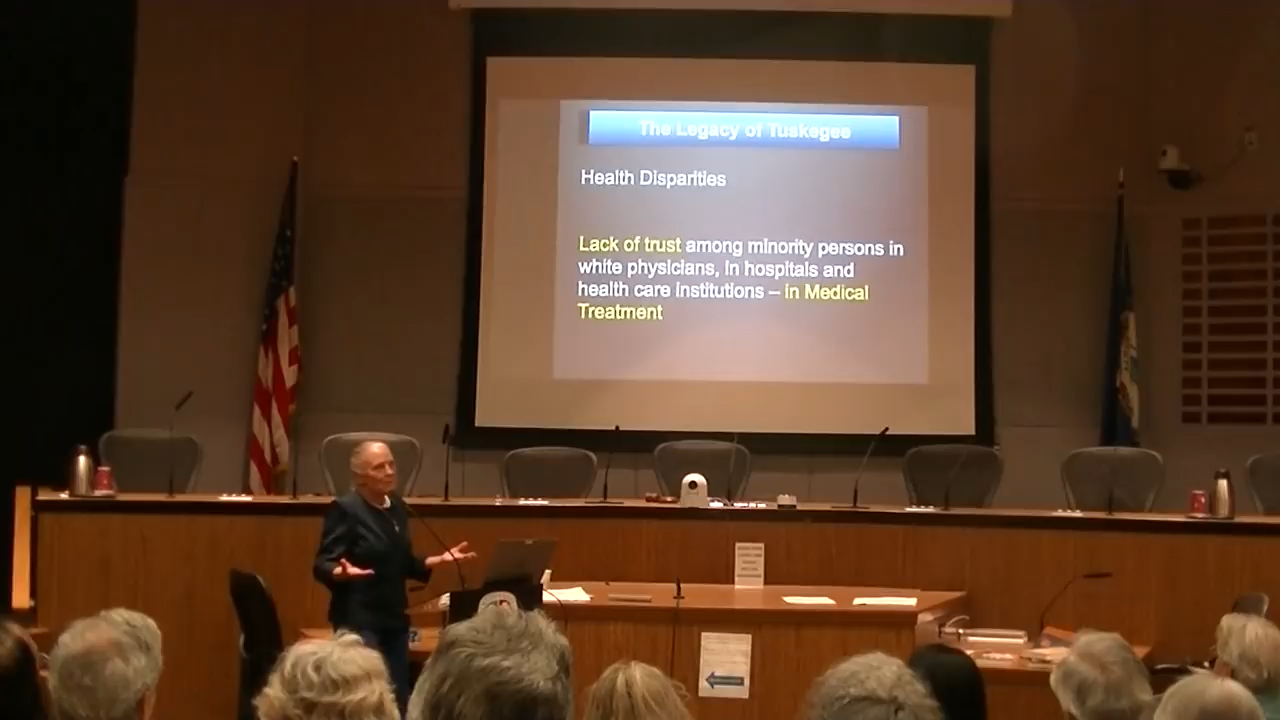 The Legacy of Tuskegee
Health Disparities
Lack of trust among minority persons in
white physicians, in hospitals and
health care institutions – in Medical
Treatment